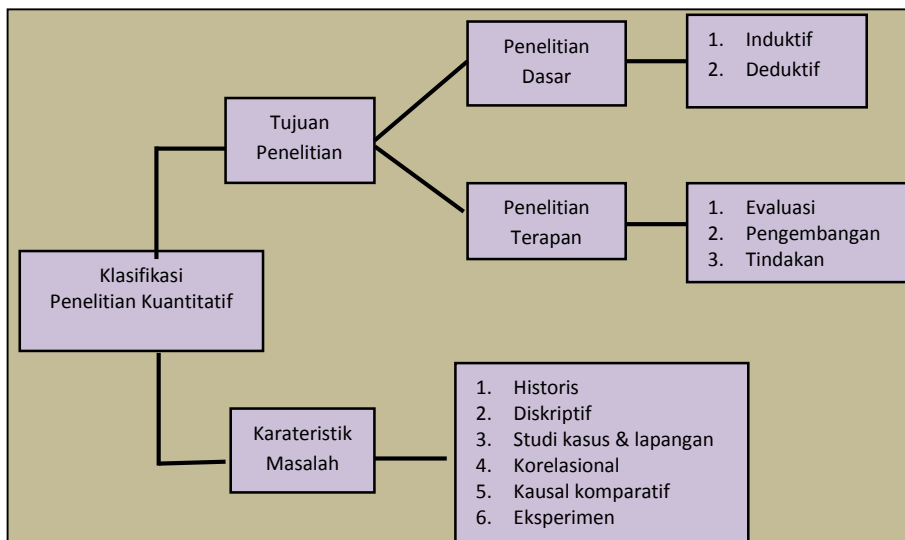 Klasifikasi
Penelitian Kuantitatif
Tujuan
Penelitian
Penelitian
Dasar
1. Induktif
2. Deduktif
Penelitian
Terapan
1. Evaluasi
2. Pengembangan
3. Tindakan
Karateristik
Masalah
1. Historis
2. Diskriptif
3. Studi kasus & lapangan
4. Korelasional
5. Kausal komparatif
6. Eksperimen